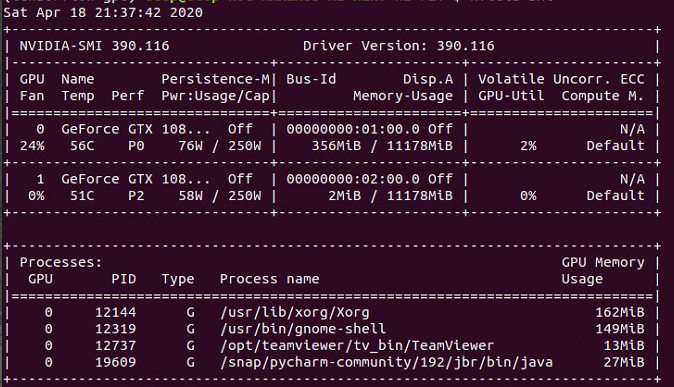 Sat Apr 18 21:37:42 2020
+-----------------------------------------------------------------------------+
| NVIDIA-SMI 390.116                Driver Version: 390.116                   |
|-------------------------------+----------------------+----------------------+
| GPU  Name        Persistence-M| Bus-Id        Disp.A | Volatile Uncorr. ECC |
| Fan  Temp  Perf  Pwr:Usage/Cap|         Memory-Usage | GPU-Util  Compute M. |
|===============================+======================+======================|
|   0  GeForce GTX 108...  Off  | 00000000:01:00.0 Off |                  N/A |
| 24%   56C    P0    76W / 250W |    356MiB / 11178MiB |      2%      Default |
+-------------------------------+----------------------+----------------------+
|   1  GeForce GTX 108...  Off  | 00000000:02:00.0 Off |                  N/A |
|  0%   51C    P2    58W / 250W |      2MiB / 11178MiB |      0%      Default |
+-------------------------------+----------------------+----------------------+
+-----------------------------------------------------------------------------+
| Processes:                                                       GPU Memory |
|  GPU       PID   Type   Process name                             Usage      |
|=============================================================================|
|    0     12144      G   /usr/lib/xorg/Xorg                           162MiB |
|    0     12319      G   /usr/bin/gnome-shell                         149MiB |
|    0     12737      G   /opt/teamviewer/tv_bin/TeamViewer             13MiB |
|    0     19609      G   /snap/pycharm-community/192/jbr/bin/java      27MiB |
+-----------------------------------------------------------------------------+